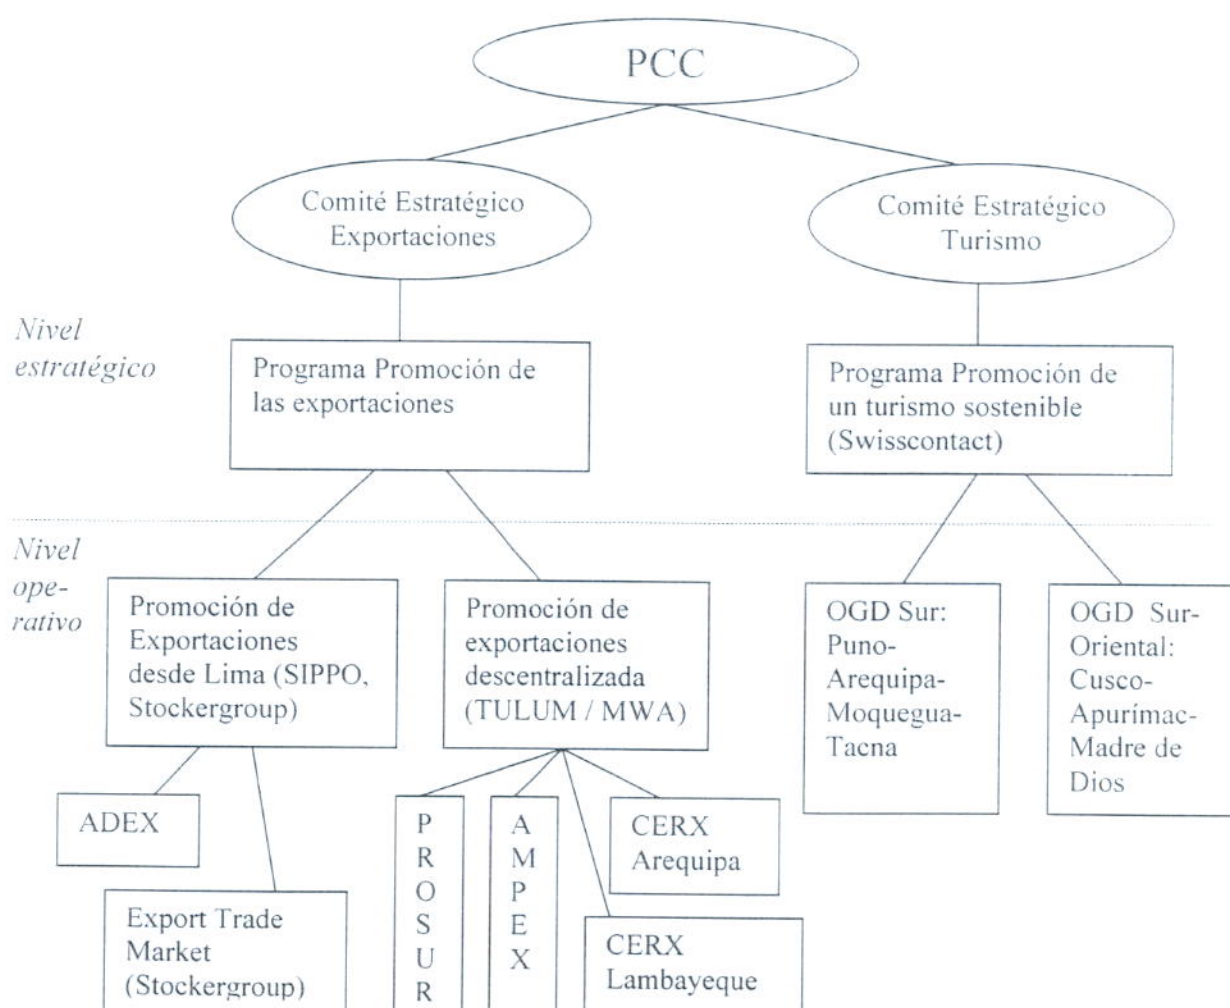 PCC
Comité Estratégico
Exportaciones
Comité Estratégico
Turismo
Nivel
estratégico
Programa Promoción de
las exportaciones
Programa Promoción de
un turismo sostenible
(Swisscontact)
Nivel
ope-
rativo
Promoción de
Exportaciones
desde Lima (SIPPO,
Stockergroup)
Promoción de
exportaciones
descentralizada
(TULUM / MWA)
OGD Sur:
Puno-
Arequipa-
Moquegua-
Tacna
OGD Sur-
Oriental:
Cusco-
Apurímac-
Madre de
Dios
ADEX
Export Trade
Market
(Stockergroup)
P
R
O
S
U
R
A
M
P
E
X
CERX
Arequipa
CERX
Lambayeque